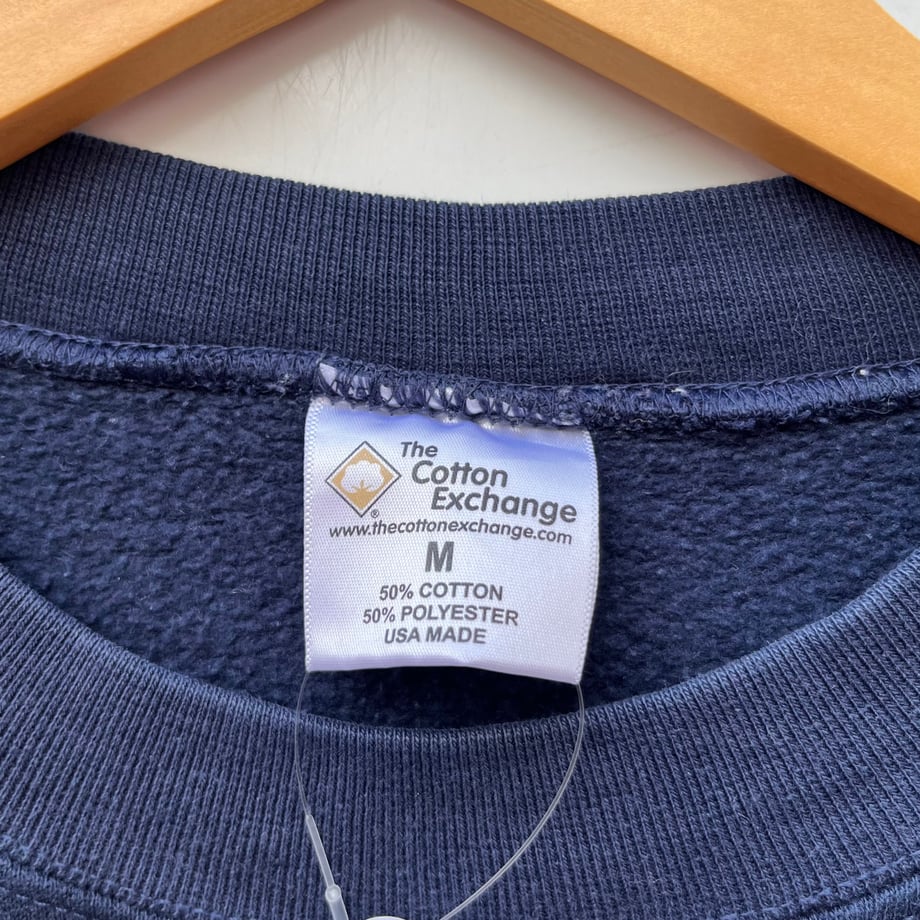 The
Cotton
Exchange
®
www.thecottonexchange.com
M
50% COTTON
50% POLYESTER
USA MADE